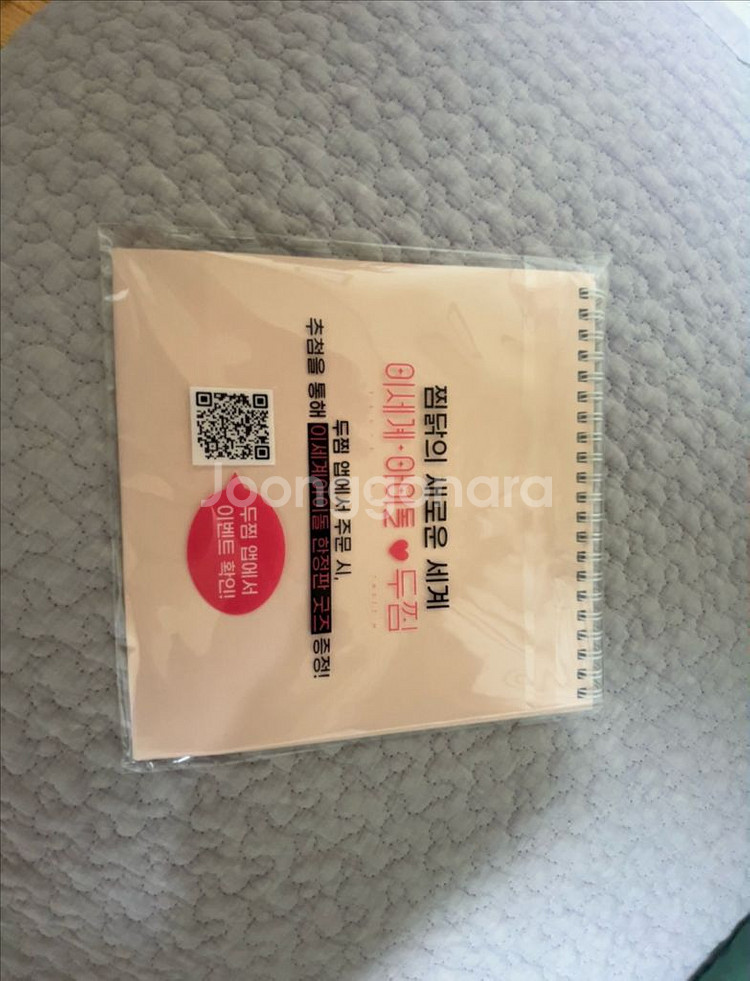 찜닭의 새로운 세계
이세계아이돌 ♥ 두찜
두찜 앱에서 주문 시,
추첨을 통해 이세계아이돌 한정판 굿즈 증정!
두찜 앱에서
이벤트 확인!
Joonggonara